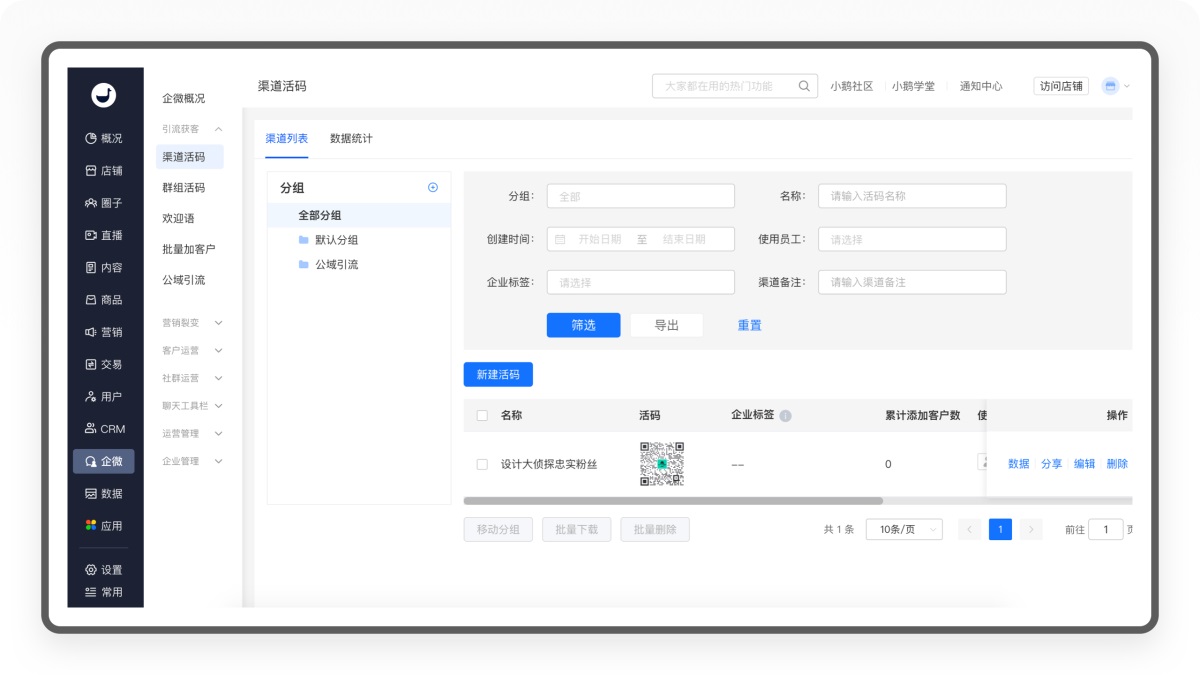 渠道活码
大家都在用的热门功能
小鹅社区
小鹅学堂
通知中心
访问店铺
概况
店铺
圈子
直播
内容
商品
营销
交易
用户
CRM
企微
数据
应用
设置
常用
企微概况
引流获客
渠道活码
群组活码
欢迎语
批量加客户
公域引流
营销裂变
客户运营
社群运营
聊天工具栏
运营管理
企业管理
渠道列表 数据统计
分组
全部分组
默认分组
公域引流
分组: 全部 名称: 请输入活码名称
创建时间: 开始日期 至 结束日期 使用员工: 请选择
企业标签: 请选择 渠道备注: 请输入渠道备注
筛选 导出 重置
新建活码
名称 活码 企业标签 累计添加客户数 使 操作
设计大侦探忠实粉丝 -- 0 数据 分享 编辑 删除
移动分组 批量下载 批量删除 共 1 条 10条/页 1 前往 1